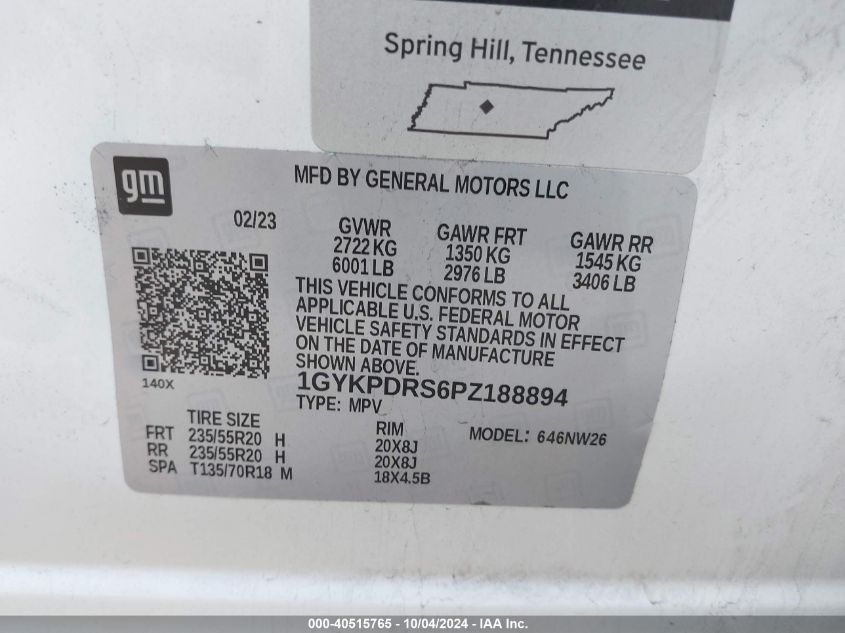 Spring Hill, Tennessee
gm
MFD BY GENERAL MOTORS LLC
02/23
GVWR
2722 KG
6001 LB
GAWR FRT
1350 KG
2976 LB
GAWR RR
1545 KG
3406 LB
THIS VEHICLE CONFORMS TO ALL
APPLICABLE U.S. FEDERAL MOTOR
VEHICLE SAFETY STANDARDS IN EFFECT
ON THE DATE OF MANUFACTURE
SHOWN ABOVE.
140X
1GYKPDRS6PZ188894
TYPE: MPV
TIRE SIZE
FRT 235/55R20 H
RR 235/55R20 H
SPA T135/70R18 M
RIM
20X8J
20X8J
18X4.5B
MODEL: 646NW26
000-40515765 - 10/04/2024 - IAA Inc.